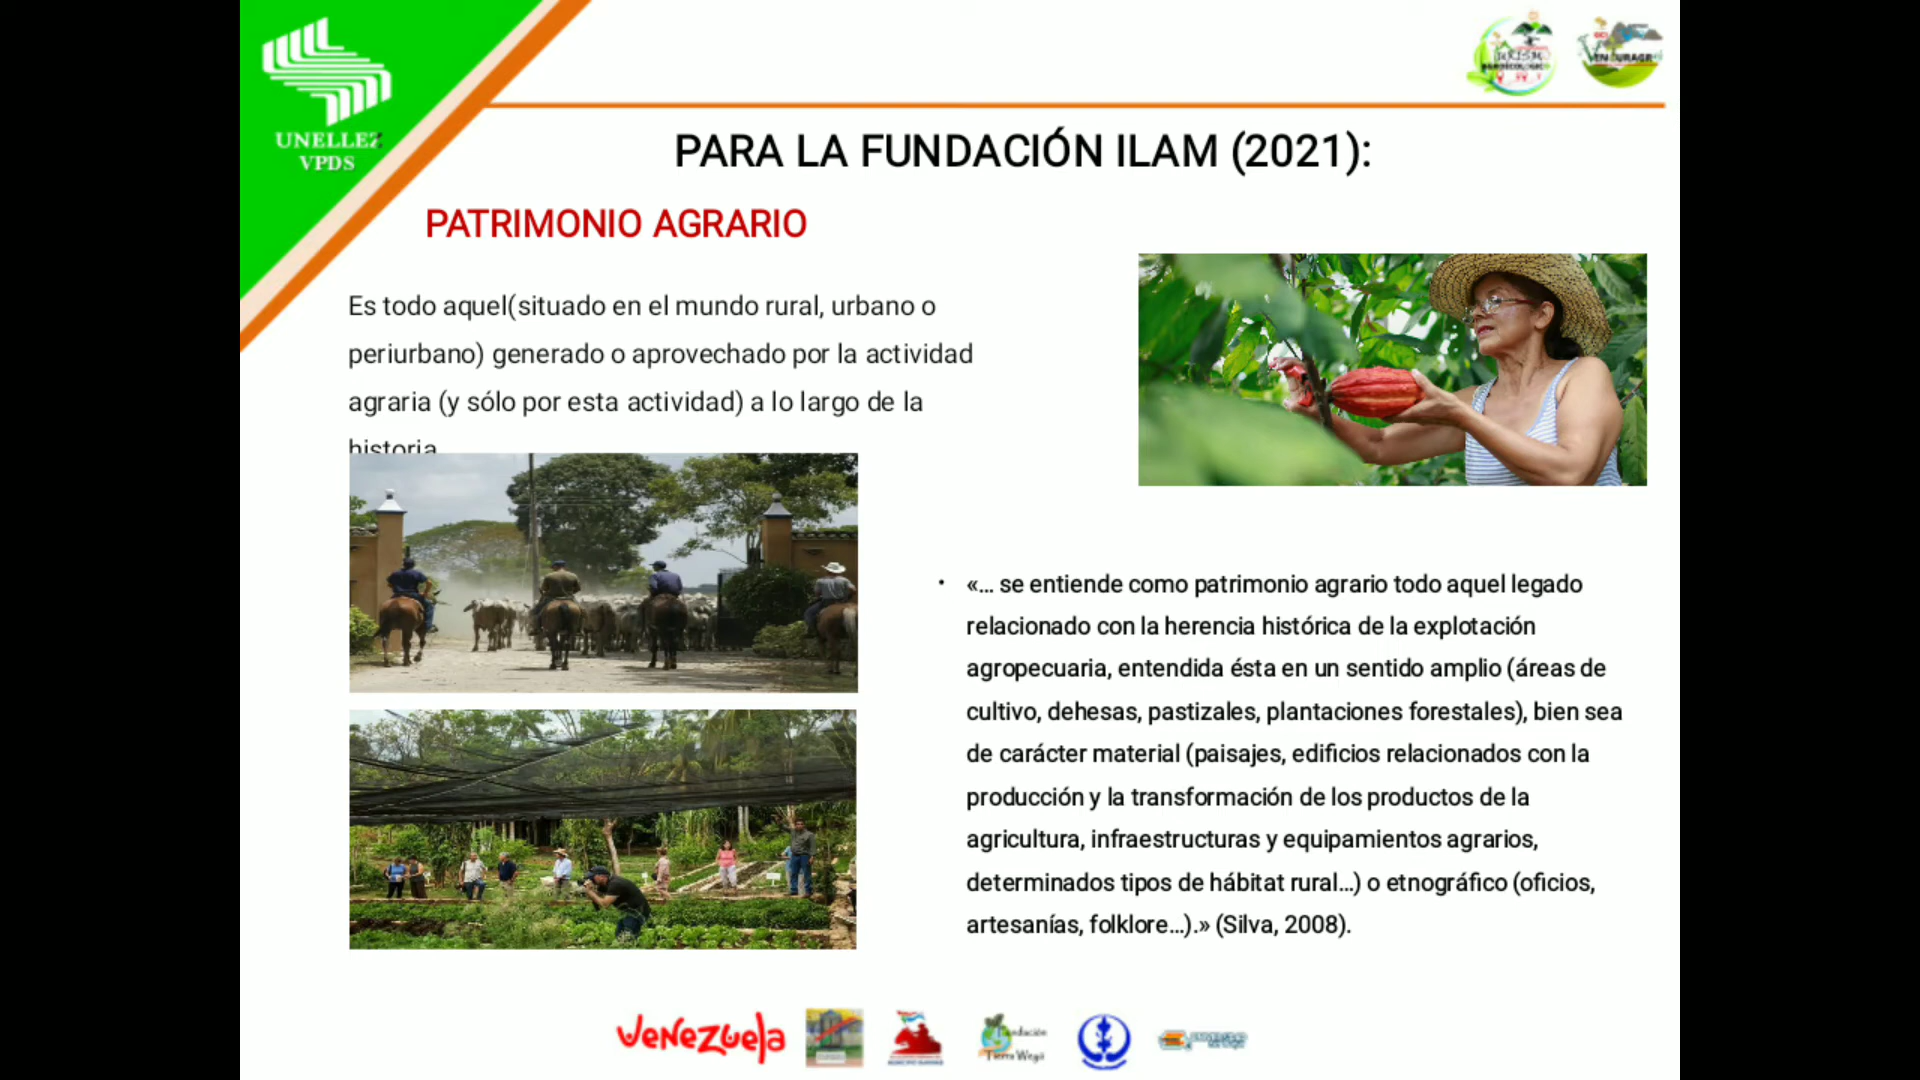 UNELLEZ
VPDS
PARA LA FUNDACIÓN ILAM (2021):
PATRIMONIO AGRARIO
Es todo aquel(situado en el mundo rural, urbano o
periurbano) generado o aprovechado por la actividad
agraria (y sólo por esta actividad) a lo largo de la
historia
• «... se entiende como patrimonio agrario todo aquel legado
relacionado con la herencia histórica de la explotación
agropecuaria, entendida ésta en un sentido amplio (áreas de
cultivo, dehesas, pastizales, plantaciones forestales), bien sea
de carácter material (paisajes, edificios relacionados con la
producción y la transformación de los productos de la
agricultura, infraestructuras y equipamientos agrarios,
determinados tipos de hábitat rural...) o etnográfico (oficios,
artesanías, folklore...).» (Silva, 2008).
Venezuela